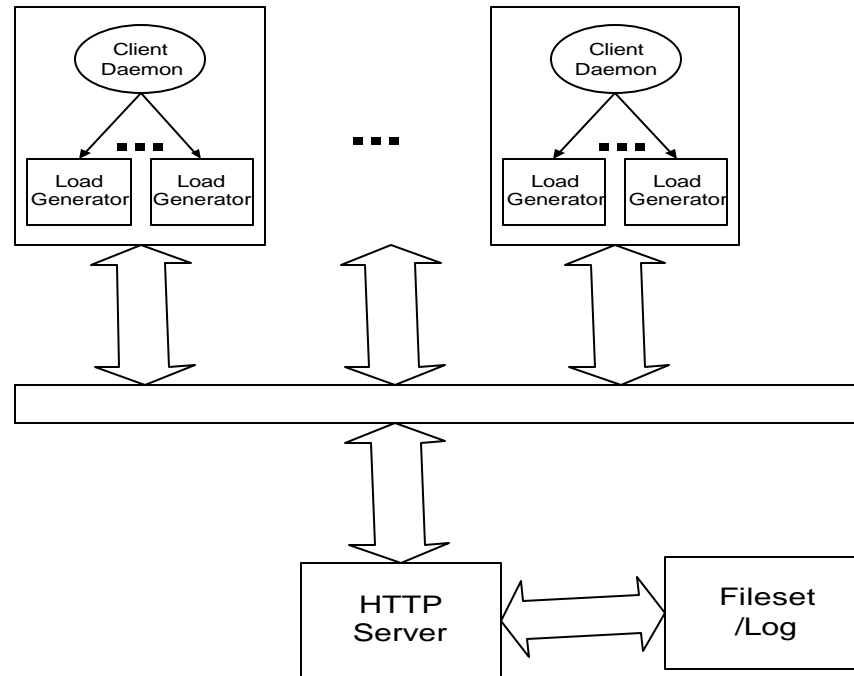 Client
Daemon
Load
Generator
Load
Generator
Client
Daemon
Load
Generator
Load
Generator
HTTP
Server
Fileset
/Log